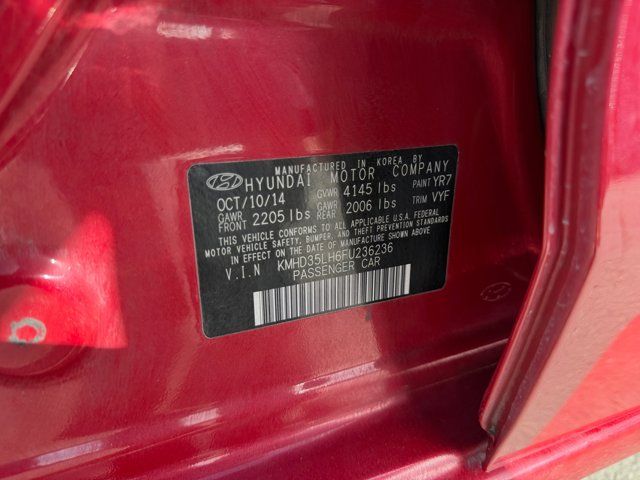 MANUFACTURED IN KOREA BY
HYUNDAI MOTOR COMPANY
OCT/10/14 GVWR 4145 lbs PAINT YR7
GAWR FRONT 2205 lbs GAWR REAR 2006 lbs TRIM VYF
THIS VEHICLE CONFORMS TO ALL APPLICABLE U.S.A. FEDERAL
MOTOR VEHICLE SAFETY, BUMPER, AND THEFT PREVENTION STANDARDS
IN EFFECT ON THE DATE OF MANUFACTURE SHOWN ABOVE.
V.I.N KMHD35LH6FU236236
PASSENGER CAR